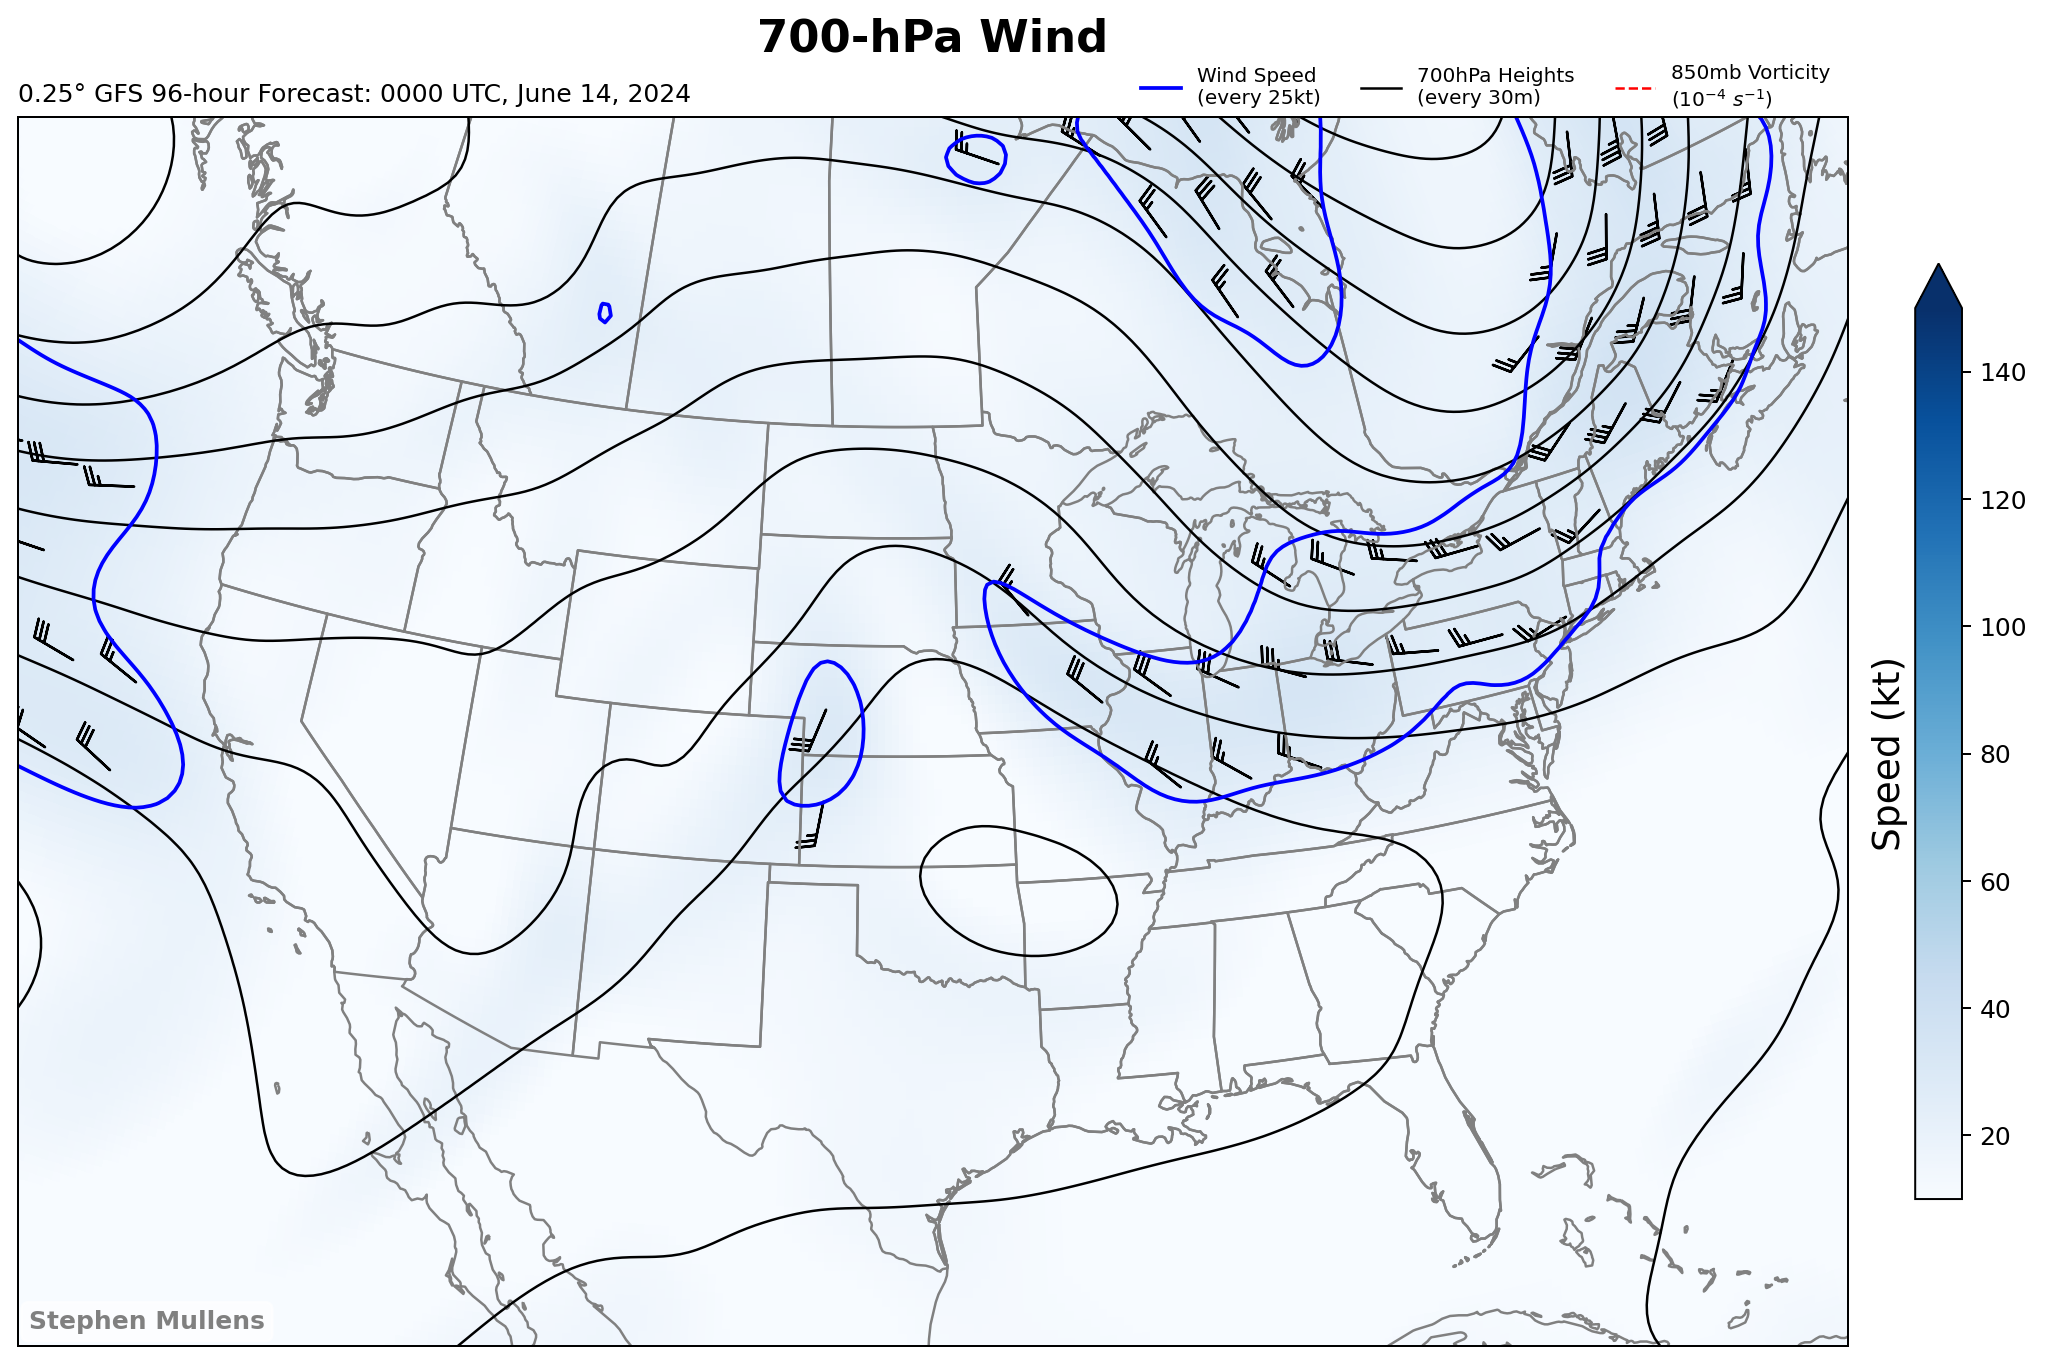 700-hPa Wind
0.25° GFS 96-hour Forecast: 0000 UTC, June 14, 2024
Wind Speed
(every 25kt)
700hPa Heights
(every 30m)
850mb Vorticity
(10⁻⁴ s⁻¹)
140
120
100
80
60
40
20
Speed (kt)
Stephen Mullens